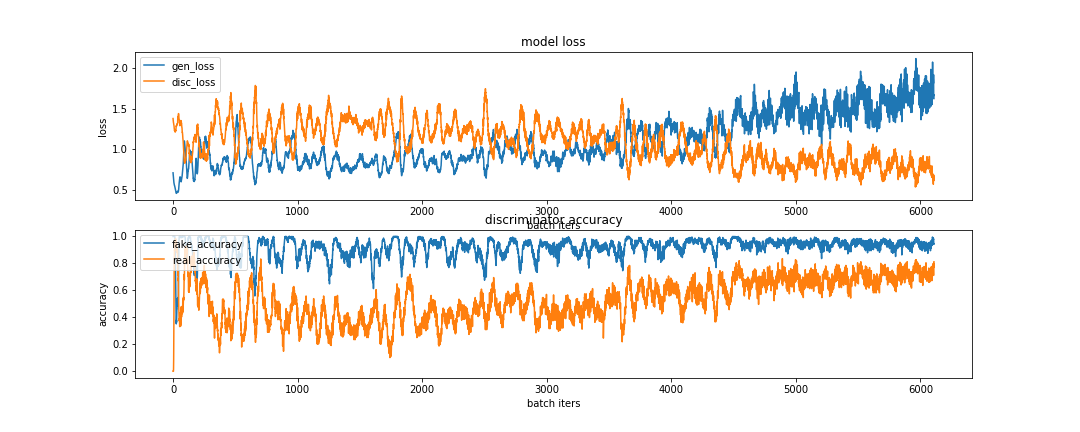 model loss
gen_loss
disc_loss
loss
2.0
1.5
1.0
0.5
0 1000 2000 3000 4000 5000 6000
batch iters
discriminator accuracy
fake_accuracy
real_accuracy
accuracy
1.0
0.8
0.6
0.4
0.2
0.0
0 1000 2000 3000 4000 5000 6000
batch iters